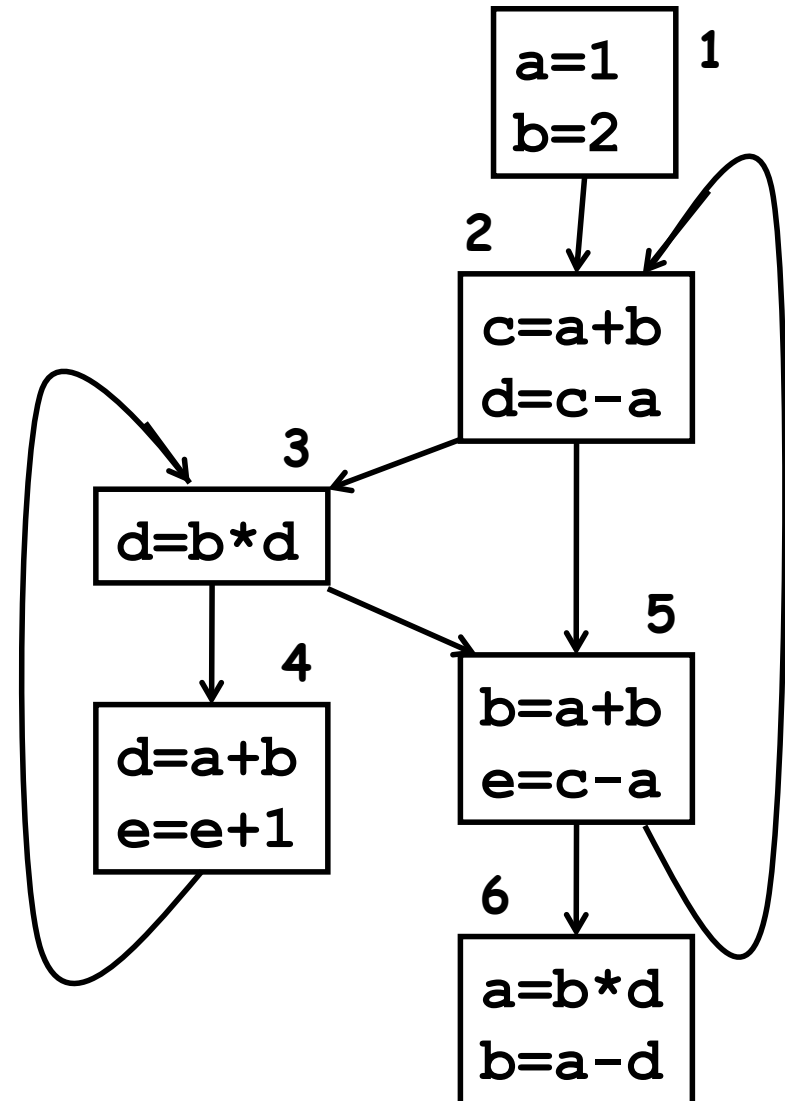 1
a=1
b=2
2
c=a+b
d=c-a
3
d=b*d
4
d=a+b
e=e+1
5
b=a+b
e=c-a
6
a=b*d
b=a-d